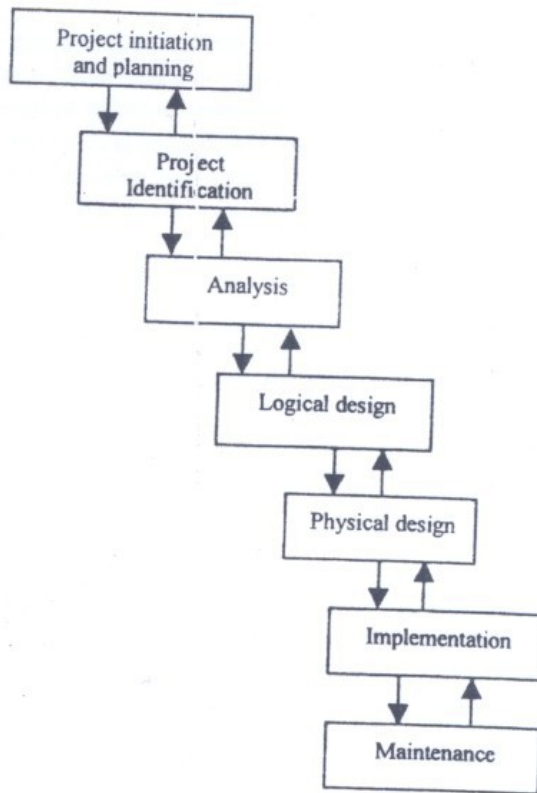 Project initiation
and planning
Project
Identification
Analysis
Logical design
Physical design
Implementation
Maintenance